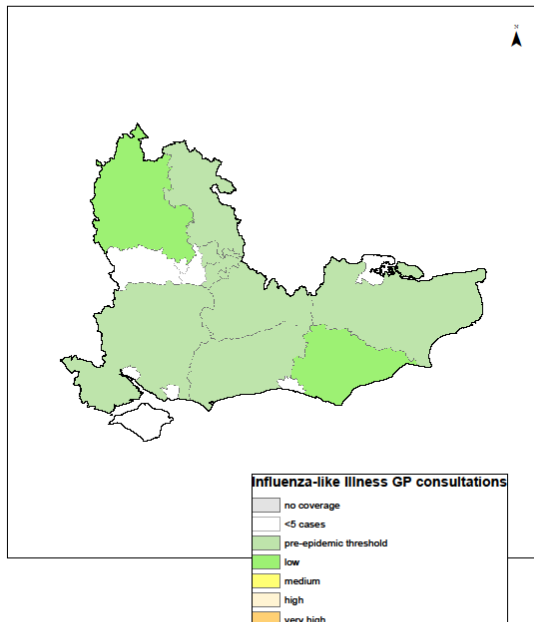 N
Influenza-like Illness GP consultations
no coverage
<5 cases
pre-epidemic threshold
low
medium
high
very high